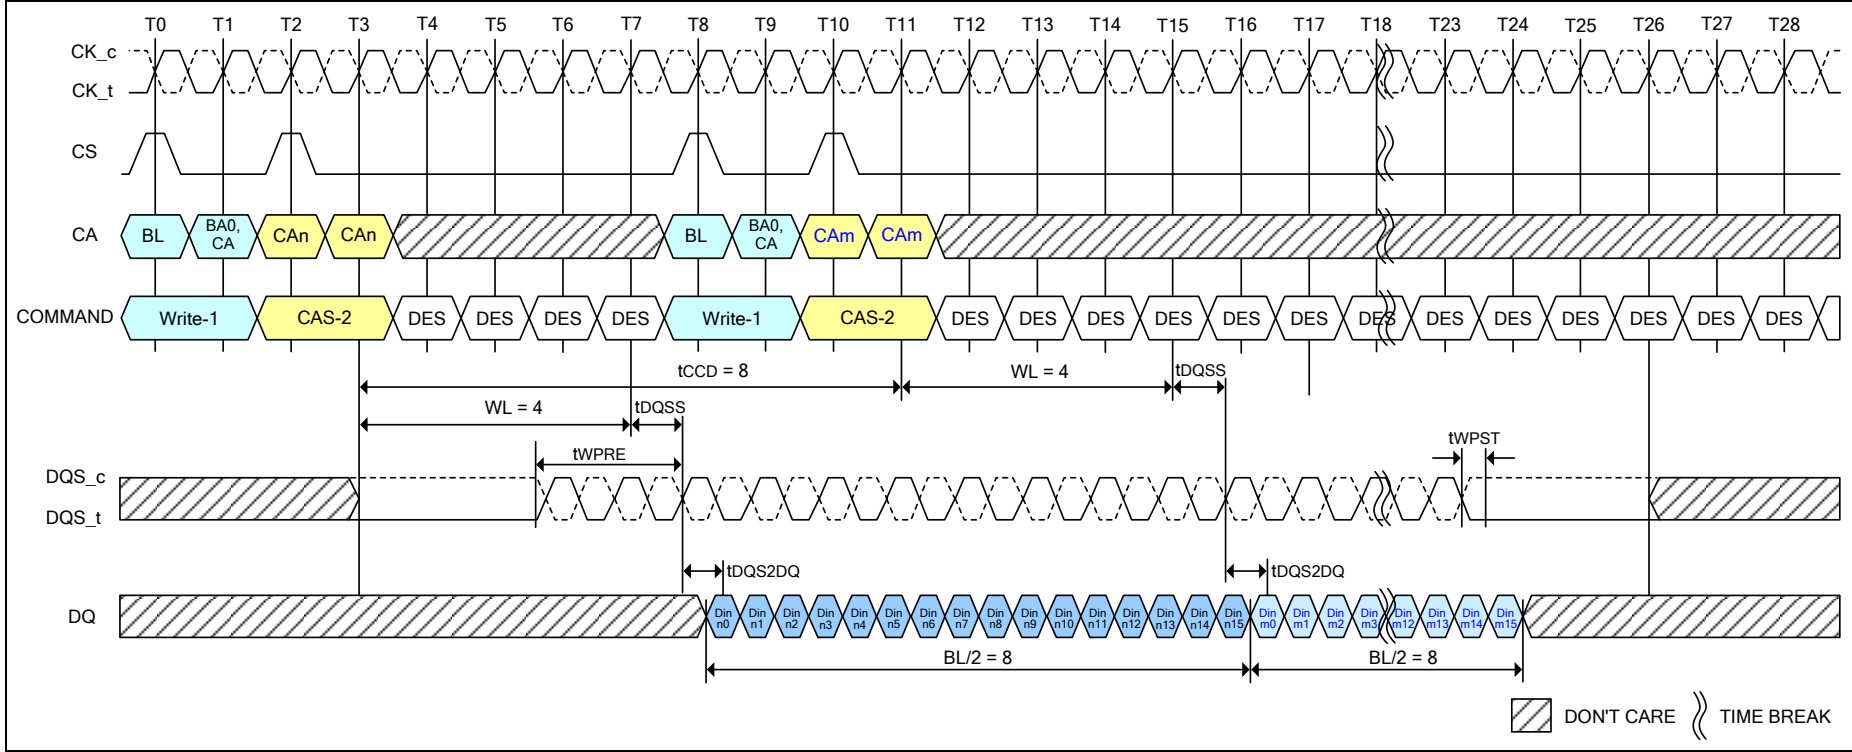 T0 T1 T2 T3 T4 T5 T6 T7 T8 T9 T10 T11 T12 T13 T14 T15 T16 T17 T18 T23 T24 T25 T26 T27 T28
CK_c
CK_t
CS
CA BL BA0, CA CAn CAn BL BA0, CA CAm CAm
COMMAND Write-1 CAS-2 DES DES DES DES Write-1 CAS-2 DES DES DES DES DES DES DES DES DES DES DES DES DES
tCCD = 8 WL = 4 tDQSS
WL = 4 tDQSS
tWPRE tWPST
DQS_c
DQS_t
tDQS2DQ tDQS2DQ
DQ Din n0 Din n1 Din n2 Din n3 Din n4 Din n5 Din n6 Din n7 Din n8 Din n9 Din n10 Din n11 Din n12 Din n13 Din n14 Din n15 Din m0 Din m1 Din m2 Din m3 Din m12 Din m13 Din m14 Din m15
BL/2 = 8 BL/2 = 8
DON'T CARE TIME BREAK